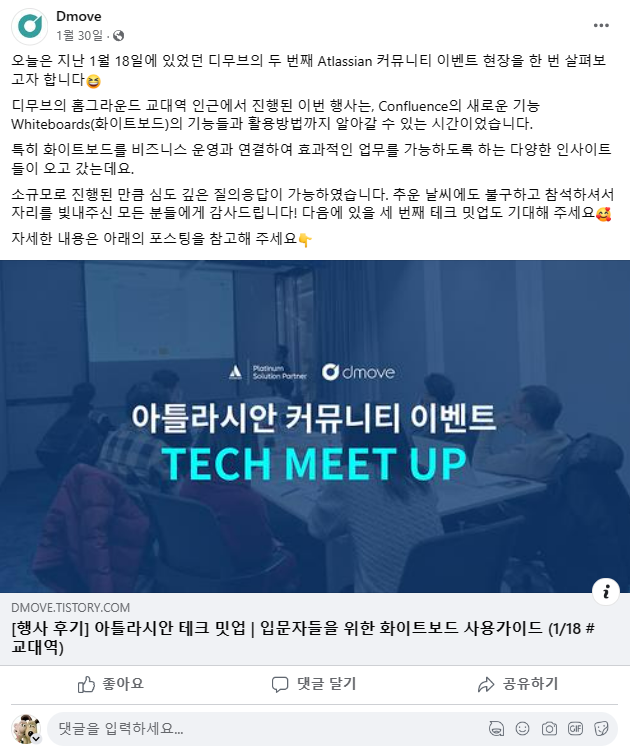 Dmove
1월 30일 ·
오늘은 지난 1월 18일에 있었던 디무브의 두 번째 Atlassian 커뮤니티 이벤트 현장을 한 번 살펴보
고자 합니다😆
디무브의 홈그라운드 교대역 인근에서 진행된 이번 행사는, Confluence의 새로운 기능
Whiteboards(화이트보드)의 기능들과 활용방법까지 알아갈 수 있는 시간이었습니다.
특히 화이트보드를 비즈니스 운영과 연결하여 효과적인 업무를 가능하도록 하는 다양한 인사이트
들이 오고 갔는데요.
소규모로 진행된 만큼 심도 깊은 질의응답이 가능하였습니다. 추운 날씨에도 불구하고 참석하셔서
자리를 빛내주신 모든 분들에게 감사드립니다! 다음에 있을 세 번째 테크 밋업도 기대해 주세요🥰
자세한 내용은 아래의 포스팅을 참고해 주세요👇
Platinum
Solution Partner
dmove
아틀라시안 커뮤니티 이벤트
TECH MEET UP
DMOVE.TISTORY.COM
[행사 후기] 아틀라시안 테크 밋업 | 입문자들을 위한 화이트보드 사용가이드 (1/18 #
교대역)
좋아요
댓글 달기
공유하기
댓글을 입력하세요...
GIF